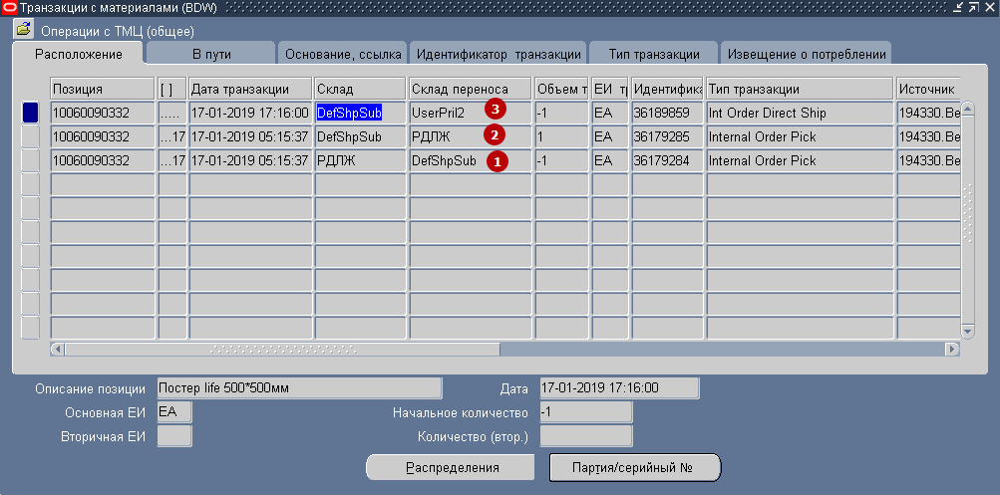 Транзакции с материалами (BDW)
Операции с ТМЦ (общее)
Расположение В пути Основание, ссылка Идентификатор транзакции Тип транзакции Извещение о потреблении
Позиция [ ] Дата транзакции Склад Склад переноса Объем т ЕИ тр Идентифика Тип транзакции Источник
10060090332 ..... 17-01-2019 17:16:00 DefShpSub UserPril2 3 -1 EA 36189859 Int Order Direct Ship 194330.Be
10060090332 ...17 17-01-2019 05:15:37 DefShpSub РДЛЖ 2 1 EA 36179285 Internal Order Pick 194330.Be
10060090332 ...17 17-01-2019 05:15:37 РДЛЖ DefShpSub 1 -1 EA 36179284 Internal Order Pick 194330.Be
Описание позиции Постер life 500*500мм Дата 17-01-2019 17:16:00
Основная ЕИ EA Начальное количество -1
Вторичная ЕИ Количество (втор.)
Распределения Партия/серийный №